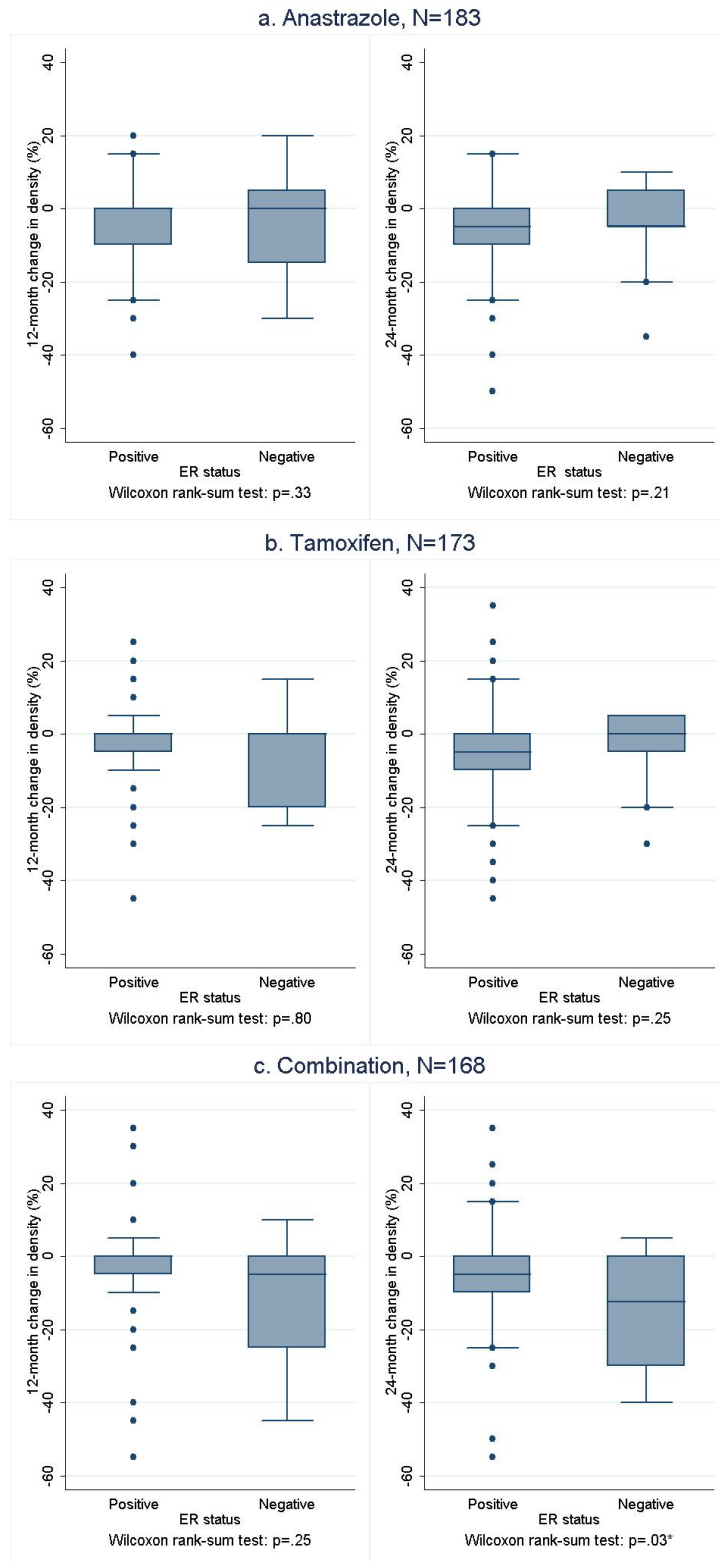 a. Anastrazole, N=183
12-month change in density (%)
40
20
0
-20
-40
-60
Positive Negative
ER status
Wilcoxon rank-sum test: p=.33
24-month change in density (%)
40
20
0
-20
-40
-60
Positive Negative
ER status
Wilcoxon rank-sum test: p=.21
b. Tamoxifen, N=173
12-month change in density (%)
40
20
0
-20
-40
-60
Positive Negative
ER status
Wilcoxon rank-sum test: p=.80
24-month change in density (%)
40
20
0
-20
-40
-60
Positive Negative
ER status
Wilcoxon rank-sum test: p=.25
c. Combination, N=168
12-month change in density (%)
40
20
0
-20
-40
-60
Positive Negative
ER status
Wilcoxon rank-sum test: p=.25
24-month change in density (%)
40
20
0
-20
-40
-60
Positive Negative
ER status
Wilcoxon rank-sum test: p=.03*